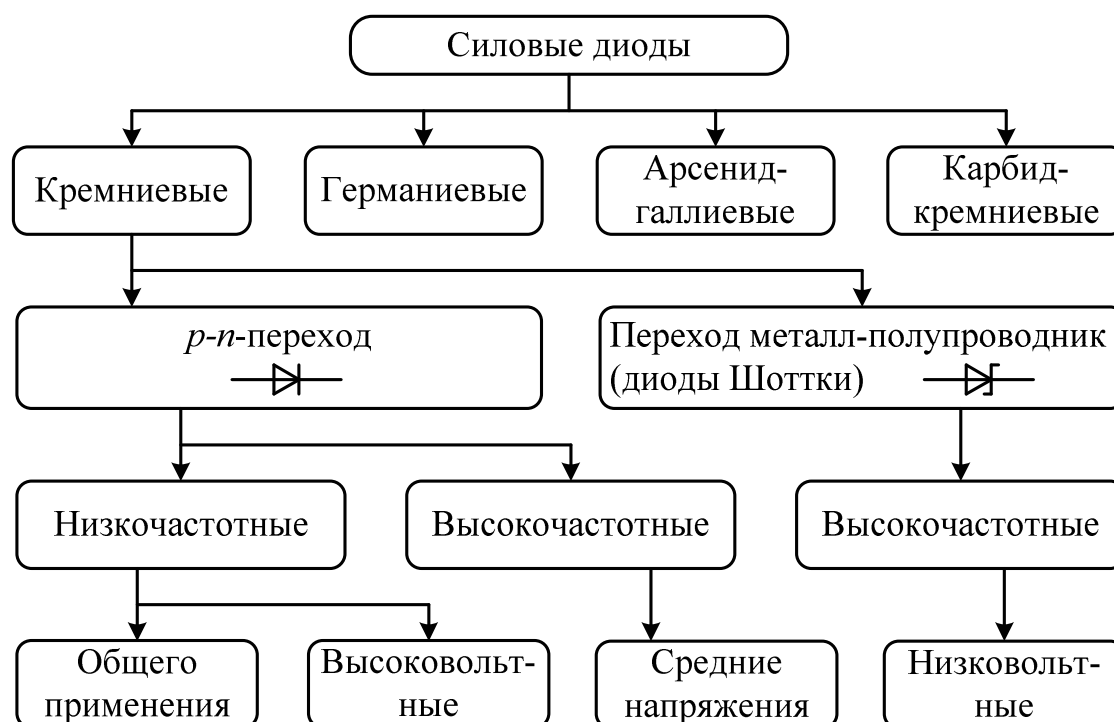 Силовые диоды
Кремниевые
Германиевые
Арсенид-
галлиевые
Карбид-
кремниевые
p-n-переход
Переход металл-полупроводник
(диоды Шоттки)
Низкочастотные
Высокочастотные
Высокочастотные
Общего
применения
Высоковольт-
ные
Средние
напряжения
Низковольт-
ные